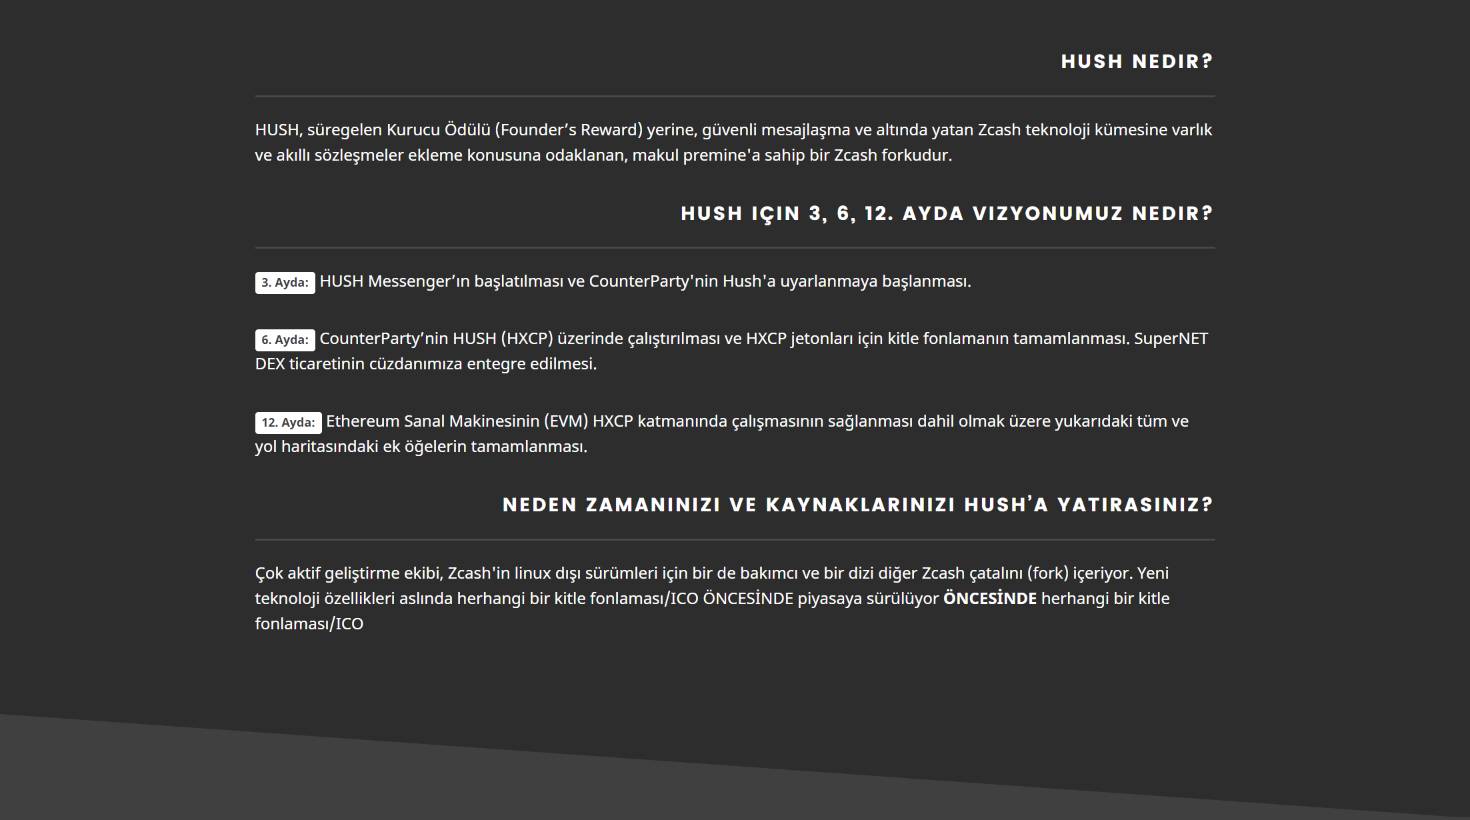 HUSH NEDIR?
HUSH, süregelen Kurucu Ödülü (Founder’s Reward) yerine, güvenli mesajlaşma ve altında yatan Zcash teknoloji kümesine varlık
ve akıllı sözleşmeler ekleme konusuna odaklanan, makul premine'a sahip bir Zcash forkudur.
HUSH IÇIN 3, 6, 12. AYDA VIZYONUMUZ NEDIR?
3. Ayda: HUSH Messenger’ın başlatılması ve CounterParty'nin Hush'a uyarlanmaya başlanması.
6. Ayda: CounterParty’nin HUSH (HXCP) üzerinde çalıştırılması ve HXCP jetonları için kitle fonlamanın tamamlanması. SuperNET
DEX ticaretinin cüzdanımıza entegre edilmesi.
12. Ayda: Ethereum Sanal Makinesinin (EVM) HXCP katmanında çalışmasının sağlanması dahil olmak üzere yukarıdaki tüm ve
yol haritasındaki ek öğelerin tamamlanması.
NEDEN ZAMANINIZI VE KAYNAKLARINIZI HUSH’A YATIRASINIZ?
Çok aktif geliştirme ekibi, Zcash'in linux dışı sürümleri için bir de bakımcı ve bir dizi diğer Zcash çatalını (fork) içeriyor. Yeni
teknoloji özellikleri aslında herhangi bir kitle fonlaması/ICO ÖNCESİNDE piyasaya sürülüyor ÖNCESİNDE herhangi bir kitle
fonlaması/ICO